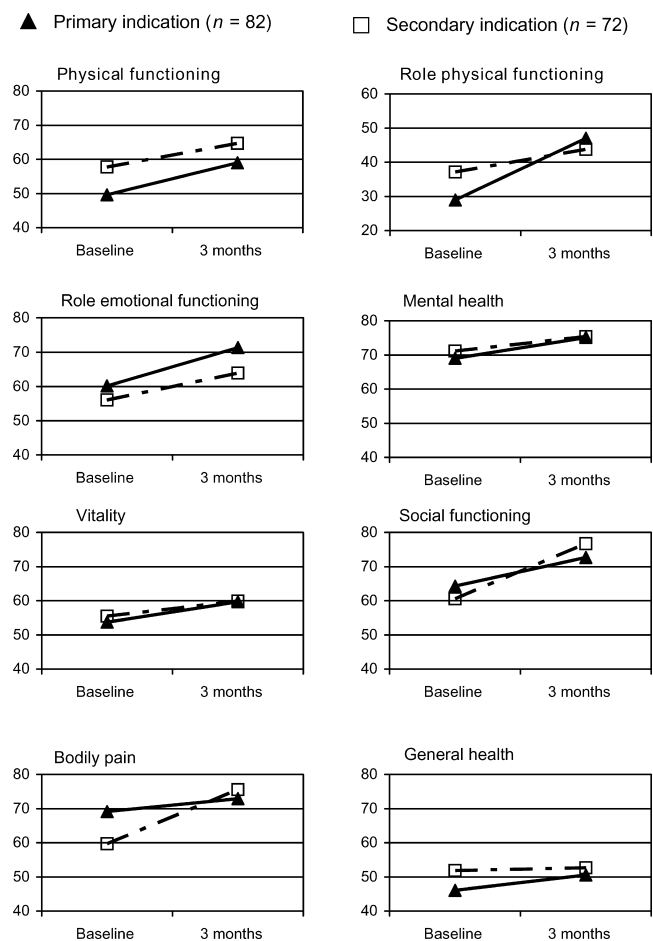 ▲ Primary indication (n = 82)
□ Secondary indication (n = 72)
Physical functioning
80
70
60
50
40
Baseline 3 months
Role physical functioning
60
50
40
30
20
Baseline 3 months
Role emotional functioning
80
70
60
50
40
Baseline 3 months
Mental health
80
70
60
50
40
Baseline 3 months
Vitality
80
70
60
50
40
Baseline 3 months
Social functioning
80
70
60
50
40
Baseline 3 months
Bodily pain
80
70
60
50
40
Baseline 3 months
General health
80
70
60
50
40
Baseline 3 months